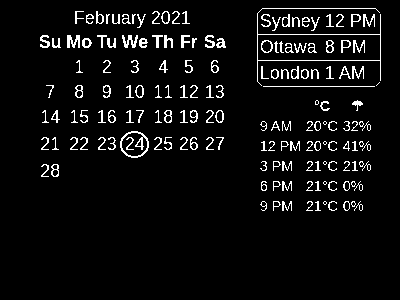 February 2021
Su Mo Tu We Th Fr Sa
1 2 3 4 5 6
7 8 9 10 11 12 13
14 15 16 17 18 19 20
21 22 23 24 25 26 27
28
Sydney 12 PM
Ottawa 8 PM
London 1 AM
°C
9 AM 20°C 32%
12 PM 20°C 41%
3 PM 21°C 21%
6 PM 21°C 0%
9 PM 21°C 0%